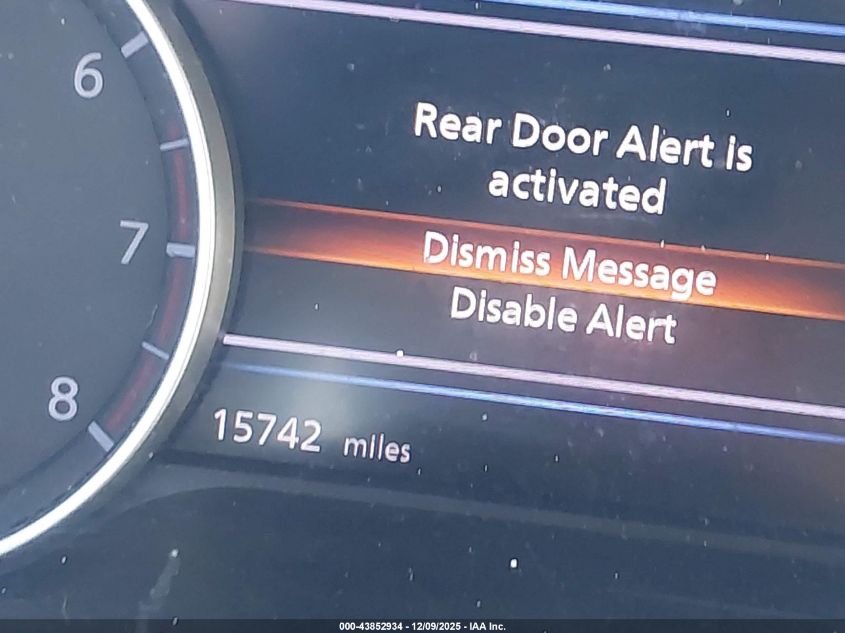 6
7
8
Rear Door Alert is
activated
Dismiss Message
Disable Alert
15742 miles
000-43852934 - 12/09/2025 - IAA Inc.